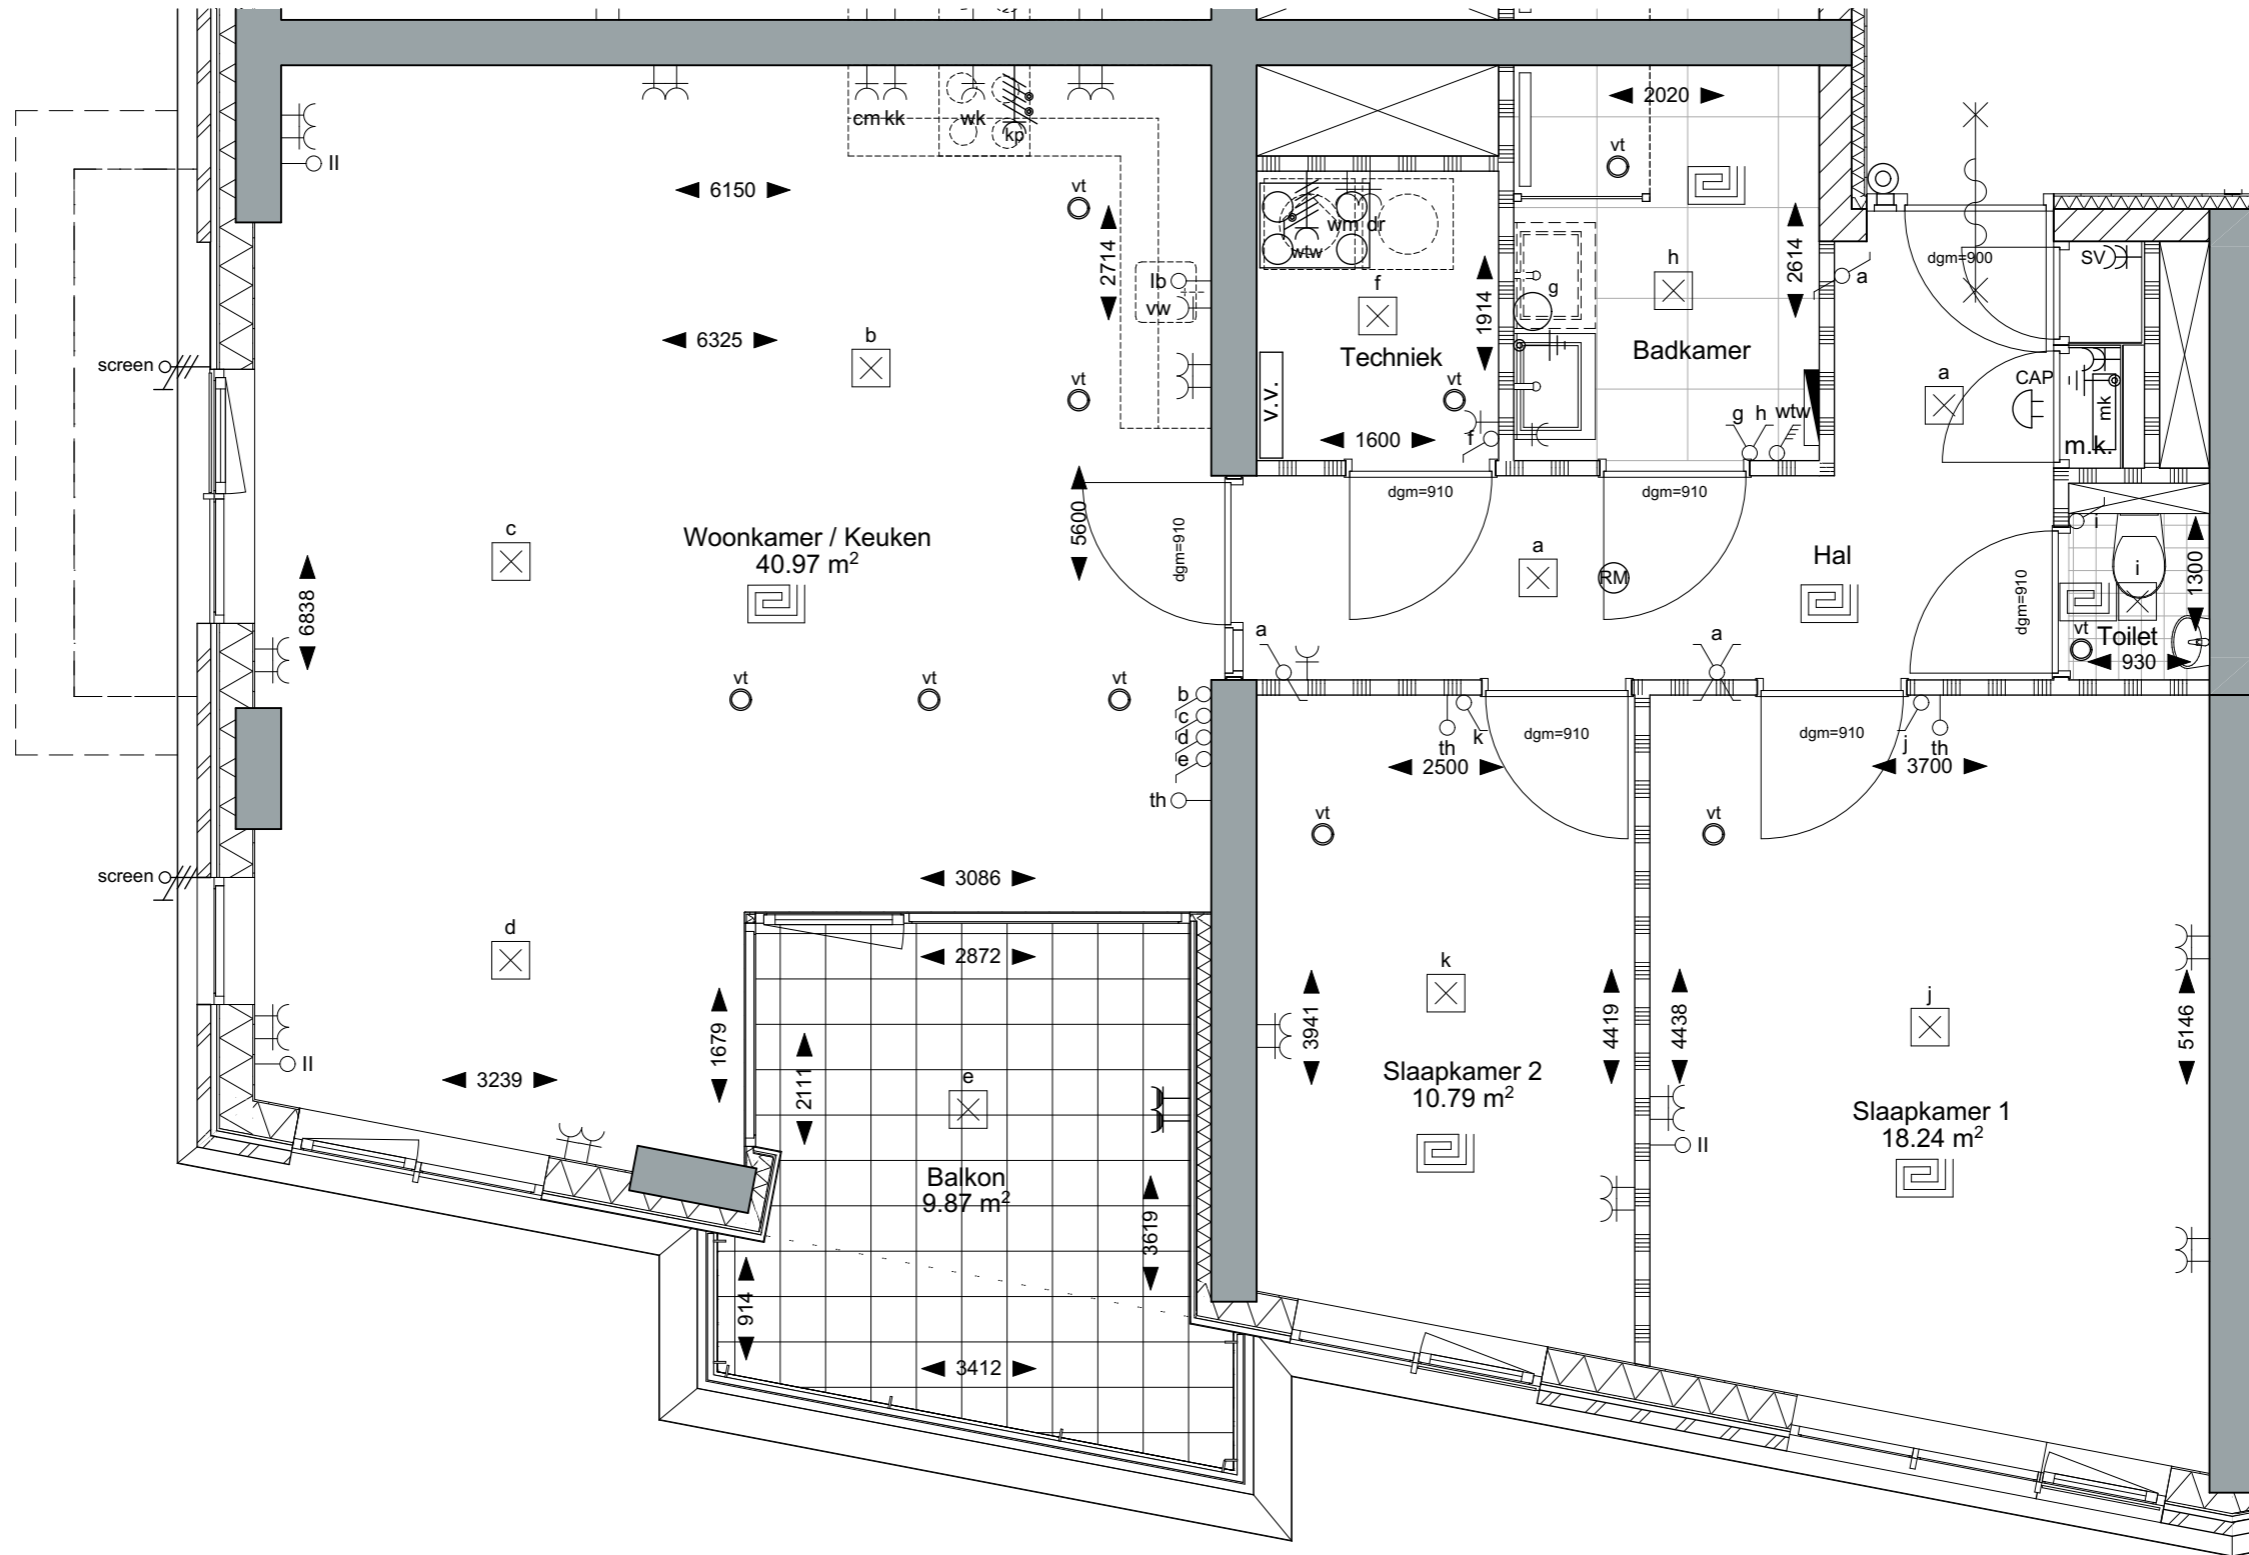 cm kk
wk
kp
2020
vt
II
6150
vt
2714
wm dr
wtw
2614
dgm=900
SV
h
a
lb
vw
f
g
1914
6325
b
screen
Techniek
Badkamer
vt
vt
v.v.
a
CAP
mk
m.k.
1600
f
g h wtw
dgm=910
dgm=910
5600
dgm=910
c
Woonkamer / Keuken
40.97 m²
i
a
RM
Hal
i
1300
dgm=910
6838
a
a
vt
Toilet
930
vt
vt
vt
b
c
d
e
th
th
k
dgm=910
dgm=910
j
th
2500
3700
vt
vt
screen
3086
d
2872
k
j
1679
2111
3941
4419
4438
5146
II
3239
e
Slaapkamer 2
10.79 m²
Slaapkamer 1
18.24 m²
II
Balkon
9.87 m²
3619
914
3412